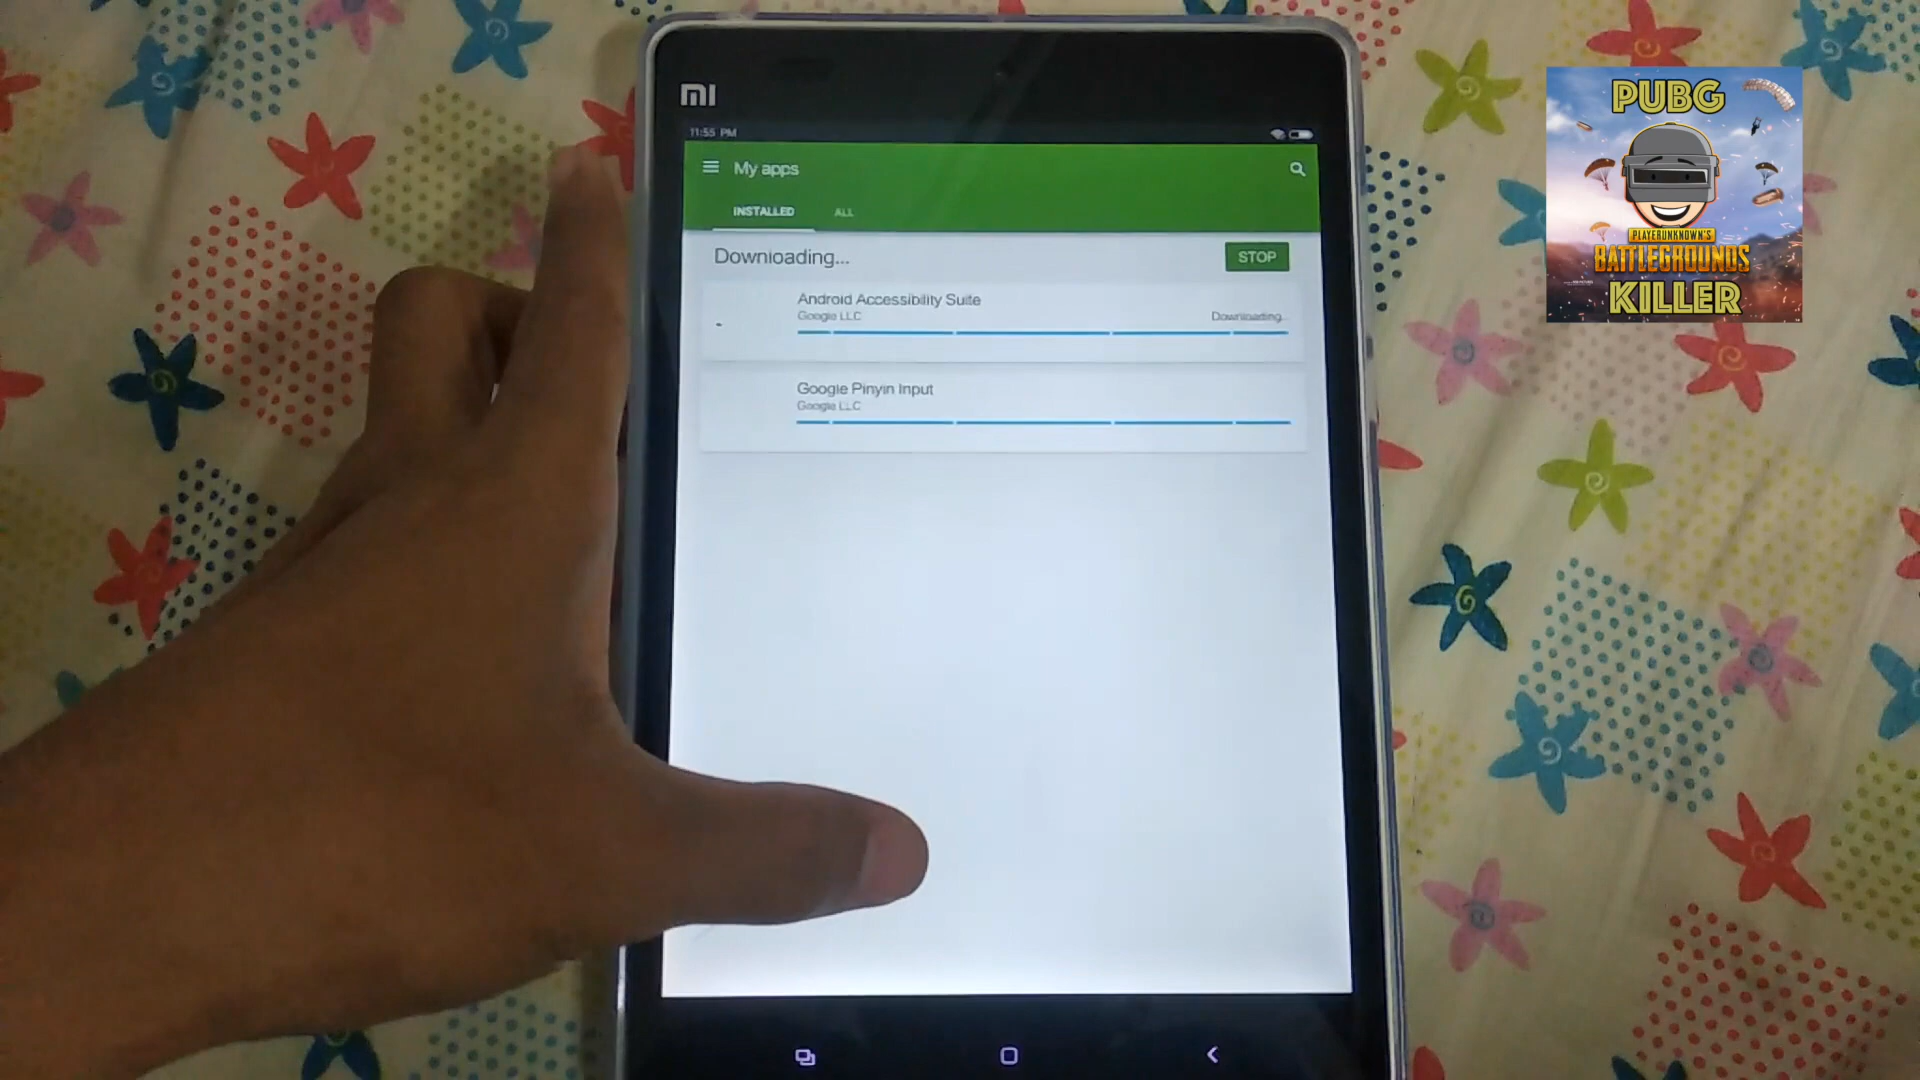 mi
11:55 PM
My apps
INSTALLED ALL
Downloading... STOP
Android Accessibility Suite
Google LLC Downloading...
Google Pinyin Input
Google LLC
PUBG
PLAYERUNKNOWN'S
BATTLEGROUNDS
KILLER